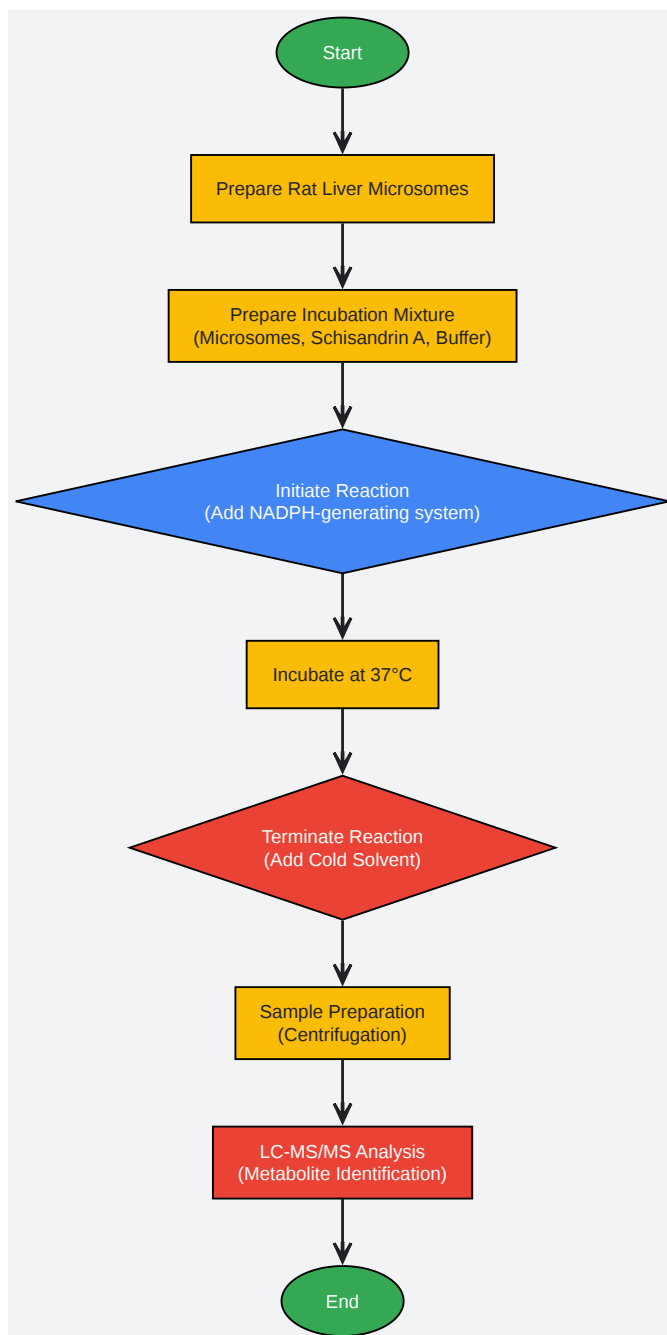 Start
Prepare Rat Liver Microsomes
Prepare Incubation Mixture
(Microsomes, Schisandrin A, Buffer)
Initiate Reaction
(Add NADPH-generating system)
Incubate at 37°C
Terminate Reaction
(Add Cold Solvent)
Sample Preparation
(Centrifugation)
LC-MS/MS Analysis
(Metabolite Identification)
End